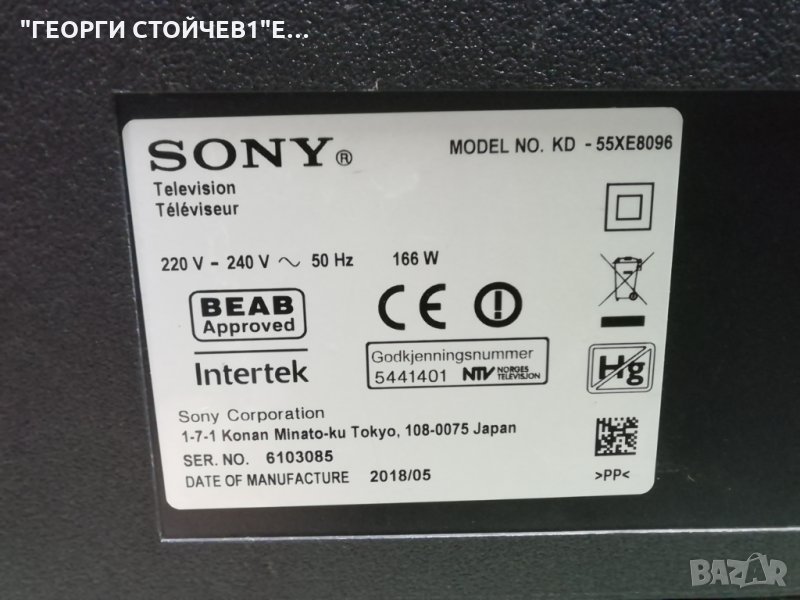 "ГЕОРГИ СТОЙЧЕВ1"Е...
SONY®
MODEL NO. KD - 55XE8096
Television
Téléviseur
220 V - 240 V ~ 50 Hz 166 W
BEAB
Approved
CE
Intertek
Godkjenningsnummer
5441401 NTV NORGES TELEVISJON
Hg
Sony Corporation
1-7-1 Konan Minato-ku Tokyo, 108-0075 Japan
SER. NO. 6103085
DATE OF MANUFACTURE 2018/05
>PP<
BAZAR